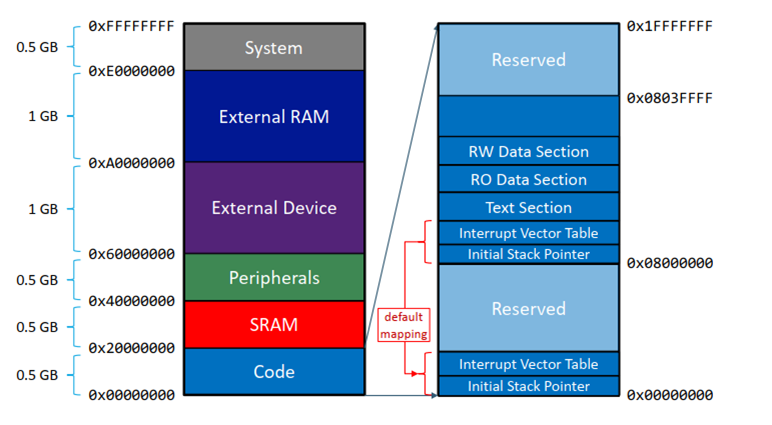 0xFFFFFFFF
0.5 GB
System
0xE0000000
1 GB
External RAM
0xA0000000
1 GB
External Device
0x60000000
0.5 GB
Peripherals
0x40000000
0.5 GB
SRAM
0x20000000
0.5 GB
Code
0x00000000
0x1FFFFFFF
Reserved
0x0803FFFF
RW Data Section
RO Data Section
Text Section
Interrupt Vector Table
Initial Stack Pointer
0x08000000
Reserved
default
mapping
Interrupt Vector Table
Initial Stack Pointer
0x00000000